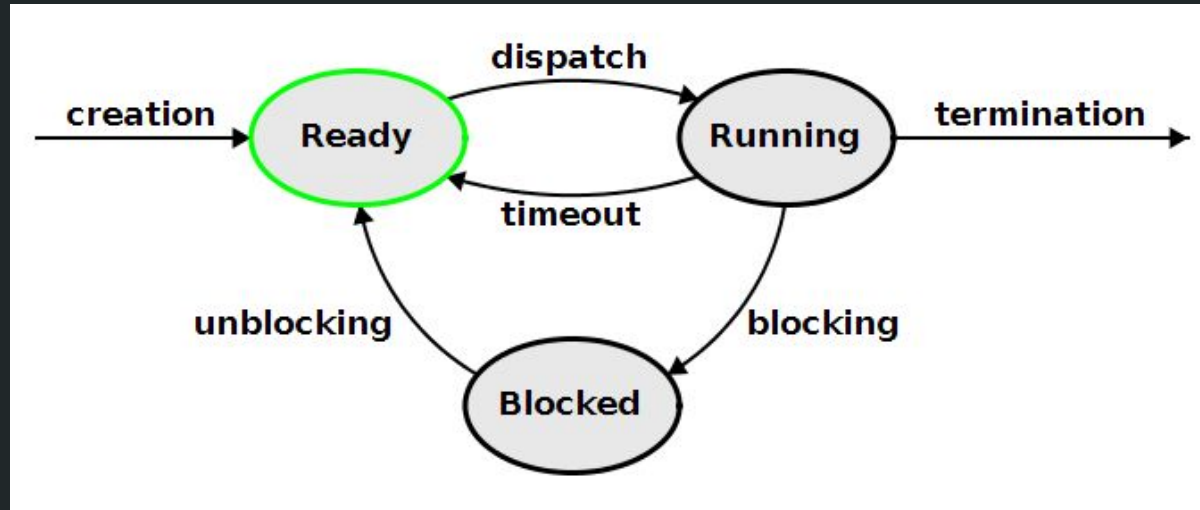 dispatch
creation
Ready
Running
termination
timeout
unblocking
blocking
Blocked